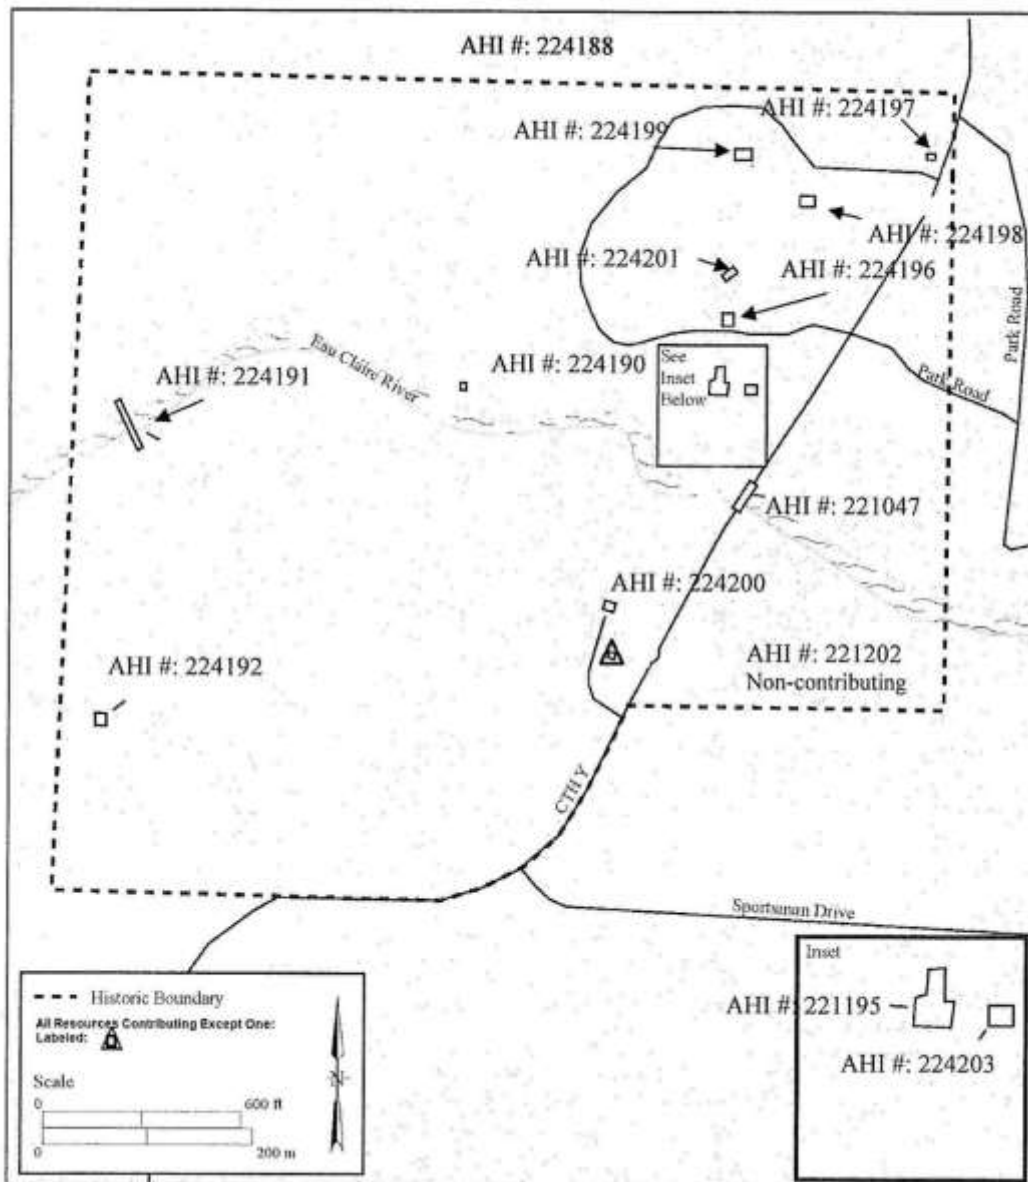 AHI #: 224188
AHI #: 224197
AHI #: 224199
AHI #: 224198
AHI #: 224201
AHI #: 224196
Park Road
Eau Claire River
See
Inset
Below
AHI #: 224190
AHI #: 224191
Park Road
AHI #: 221047
AHI #: 224200
AHI #: 224192
AHI #: 221202
Non-contributing
CTH Y
Sportsman Drive
Historic Boundary
All Resources Contributing Except One:
Labeled:
Scale
0 600 ft
0 200 m
N
Inset
AHI #: 221195
AHI #: 224203